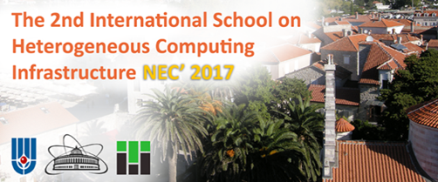 The 2nd International School on
Heterogeneous Computing
Infrastructure NEC' 2017